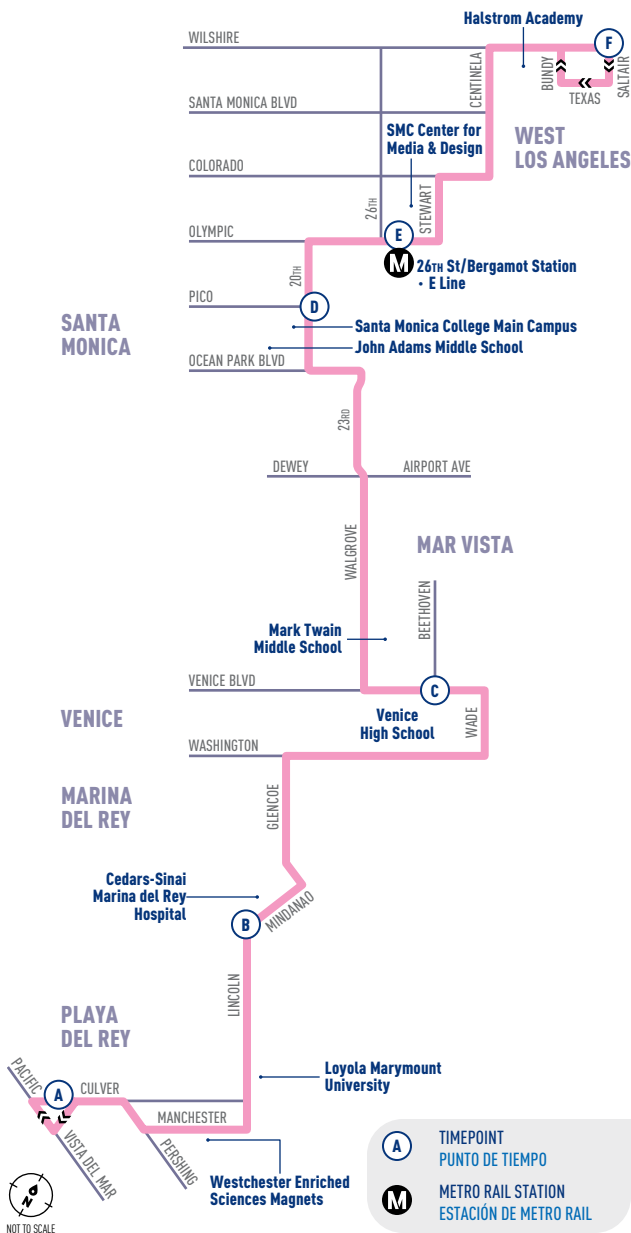 Halstrom Academy
F
WILSHIRE
CENTINELA
BUNDY
SALTAIR
TEXAS
SANTA MONICA BLVD
SMC Center for
Media & Design
WEST
LOS ANGELES
COLORADO
26TH
STEWART
OLYMPIC
E
M
26TH St/Bergamot Station
• E Line
20TH
PICO
D
SANTA
MONICA
Santa Monica College Main Campus
John Adams Middle School
OCEAN PARK BLVD
23RD
DEWEY
AIRPORT AVE
WALGROVE
MAR VISTA
BEETHOVEN
Mark Twain
Middle School
VENICE BLVD
C
VENICE
Venice
High School
WADE
WASHINGTON
MARINA
DEL REY
GLENCOE
Cedars-Sinai
Marina del Rey
Hospital
B
MINDANAO
LINCOLN
PLAYA
DEL REY
Loyola Marymount
University
PACIFIC
A
CULVER
MANCHESTER
VISTA DEL MAR
PERSHING
Westchester Enriched
Sciences Magnets
NOT TO SCALE
A
TIMEPOINT
PUNTO DE TIEMPO
M
METRO RAIL STATION
ESTACIÓN DE METRO RAIL